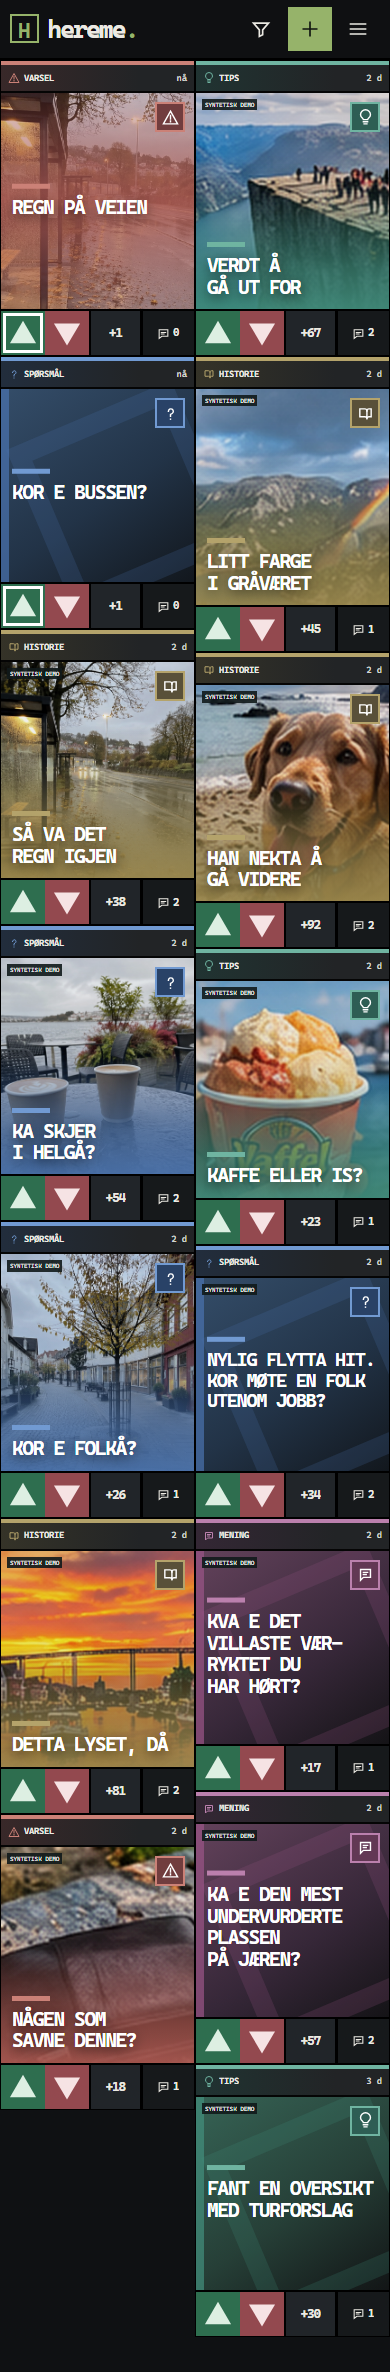 H hereme.
VARSEL nå
REGN PÅ VEIEN
+1 0
SPØRSMÅL nå
KOR E BUSSEN?
+1 0
HISTORIE 2 d
SYNTETISK DEMO
SÅ VA DET
REGN IGJEN
+38 2
SPØRSMÅL 2 d
SYNTETISK DEMO
KA SKJER
I HELGÅ?
+54 2
SPØRSMÅL 2 d
SYNTETISK DEMO
KOR E FOLKÅ?
+26 1
HISTORIE 2 d
SYNTETISK DEMO
DETTA LYSET, DÅ
+81 2
VARSEL 2 d
SYNTETISK DEMO
NÅGEN SOM
SAVNE DENNE?
+18 1
TIPS 2 d
SYNTETISK DEMO
VERDT Å
GÅ UT FOR
+67 2
HISTORIE 2 d
SYNTETISK DEMO
LITT FARGE
I GRÅVÆRET
+45 1
HISTORIE 2 d
SYNTETISK DEMO
HAN NEKTA Å
GÅ VIDERE
+92 2
TIPS 2 d
SYNTETISK DEMO
KAFFE ELLER IS?
+23 1
SPØRSMÅL 2 d
SYNTETISK DEMO
NYLIG FLYTTA HIT.
KOR MØTE EN FOLK
UTENOM JOBB?
+34 2
MENING 2 d
SYNTETISK DEMO
KVA E DET
VILLASTE VÆR–
RYKTET DU
HAR HØRT?
+17 1
MENING 2 d
SYNTETISK DEMO
KA E DEN MEST
UNDERVURDERTE
PLASSEN
PÅ JÆREN?
+57 2
TIPS 3 d
SYNTETISK DEMO
FANT EN OVERSIKT
MED TURFORSLAG
+30 1